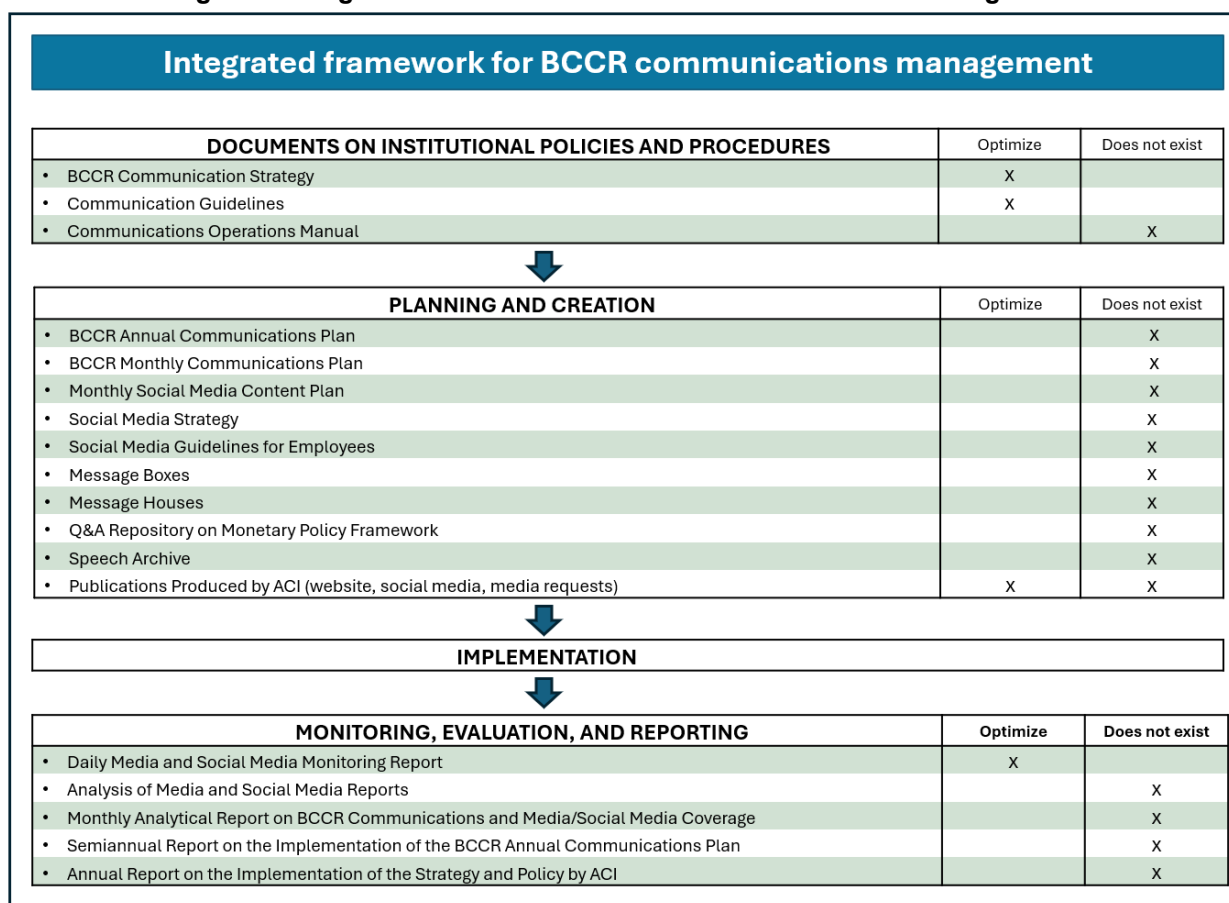 Integrated framework for BCCR communications management
DOCUMENTS ON INSTITUTIONAL POLICIES AND PROCEDURES Optimize Does not exist
• BCCR Communication Strategy X
• Communication Guidelines X
• Communications Operations Manual X
PLANNING AND CREATION Optimize Does not exist
• BCCR Annual Communications Plan X
• BCCR Monthly Communications Plan X
• Monthly Social Media Content Plan X
• Social Media Strategy X
• Social Media Guidelines for Employees X
• Message Boxes X
• Message Houses X
• Q&A Repository on Monetary Policy Framework X
• Speech Archive X
• Publications Produced by ACI (website, social media, media requests) X X
IMPLEMENTATION
MONITORING, EVALUATION, AND REPORTING Optimize Does not exist
• Daily Media and Social Media Monitoring Report X
• Analysis of Media and Social Media Reports X
• Monthly Analytical Report on BCCR Communications and Media/Social Media Coverage X
• Semiannual Report on the Implementation of the BCCR Annual Communications Plan X
• Annual Report on the Implementation of the Strategy and Policy by ACI X